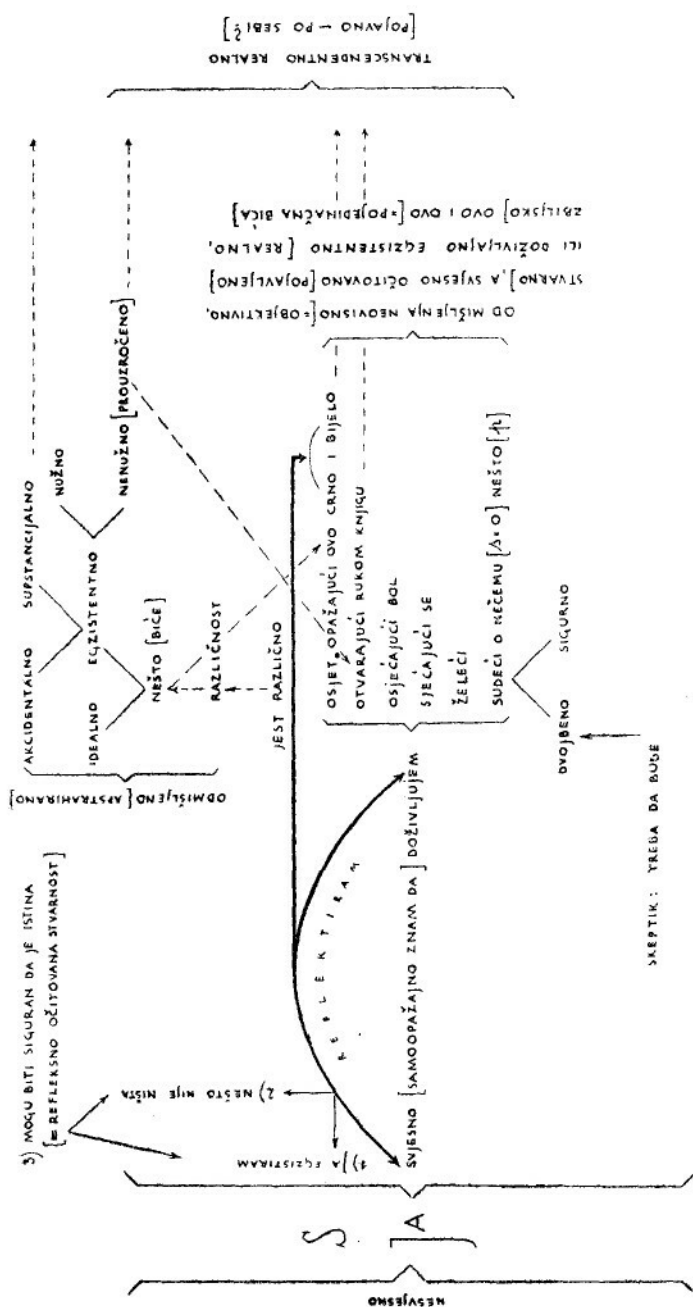 NESVJESNO
S
JA
3) MOGU BITI SIGURAN DA JE ISTINA
[= REFLEKSNO OČITOVANA STVARNOST]
1) JA EGZISTIRAM
2) NEŠTO NIJE NIŠTA
REFLEKTIRAM
SVJESNO [SAMOOPAŽAJNO ZNAM DA] DOŽIVLJUJEM
SKEPTIK: TREBA DA BUDE
ODMIŠLJENO [APSTRAHIRANO]
AKCIDENTALNO SUPSTANCIJALNO
IDEALNO EGZISTENTNO
NUŽNO
NENUŽNO [PROUZROČENO]
NEŠTO [BIĆE]
RAZLIČNOST
JEST RAZLIČNO
OSJET. OPAŽAJUĆI OVO CRNO I BIJELO
OTVARAJUĆI RUKOM KNJIGU
OSJEĆAJUĆI BOL
SJEĆAJUĆI SE
ŽELEĆI
SUDEĆI O NEČEMU [Δ=O] NEŠTO [p]
DVOJBENO SIGURNO
OD MIŠLJENJA NEOVISNO [=OBJEKTIVNO,
STVARNO], A SVJESNO OČITOVANO [POJAVLJENO]
ILI DOŽIVLJAJNO EGZISTENTNO [REALNO,
ZBILJSKO] OVO I OVO [=POJEDINAČNA BIĆA]
TRANSCENDENTNO REALNO
[POJAVNO — PO SEBI?]